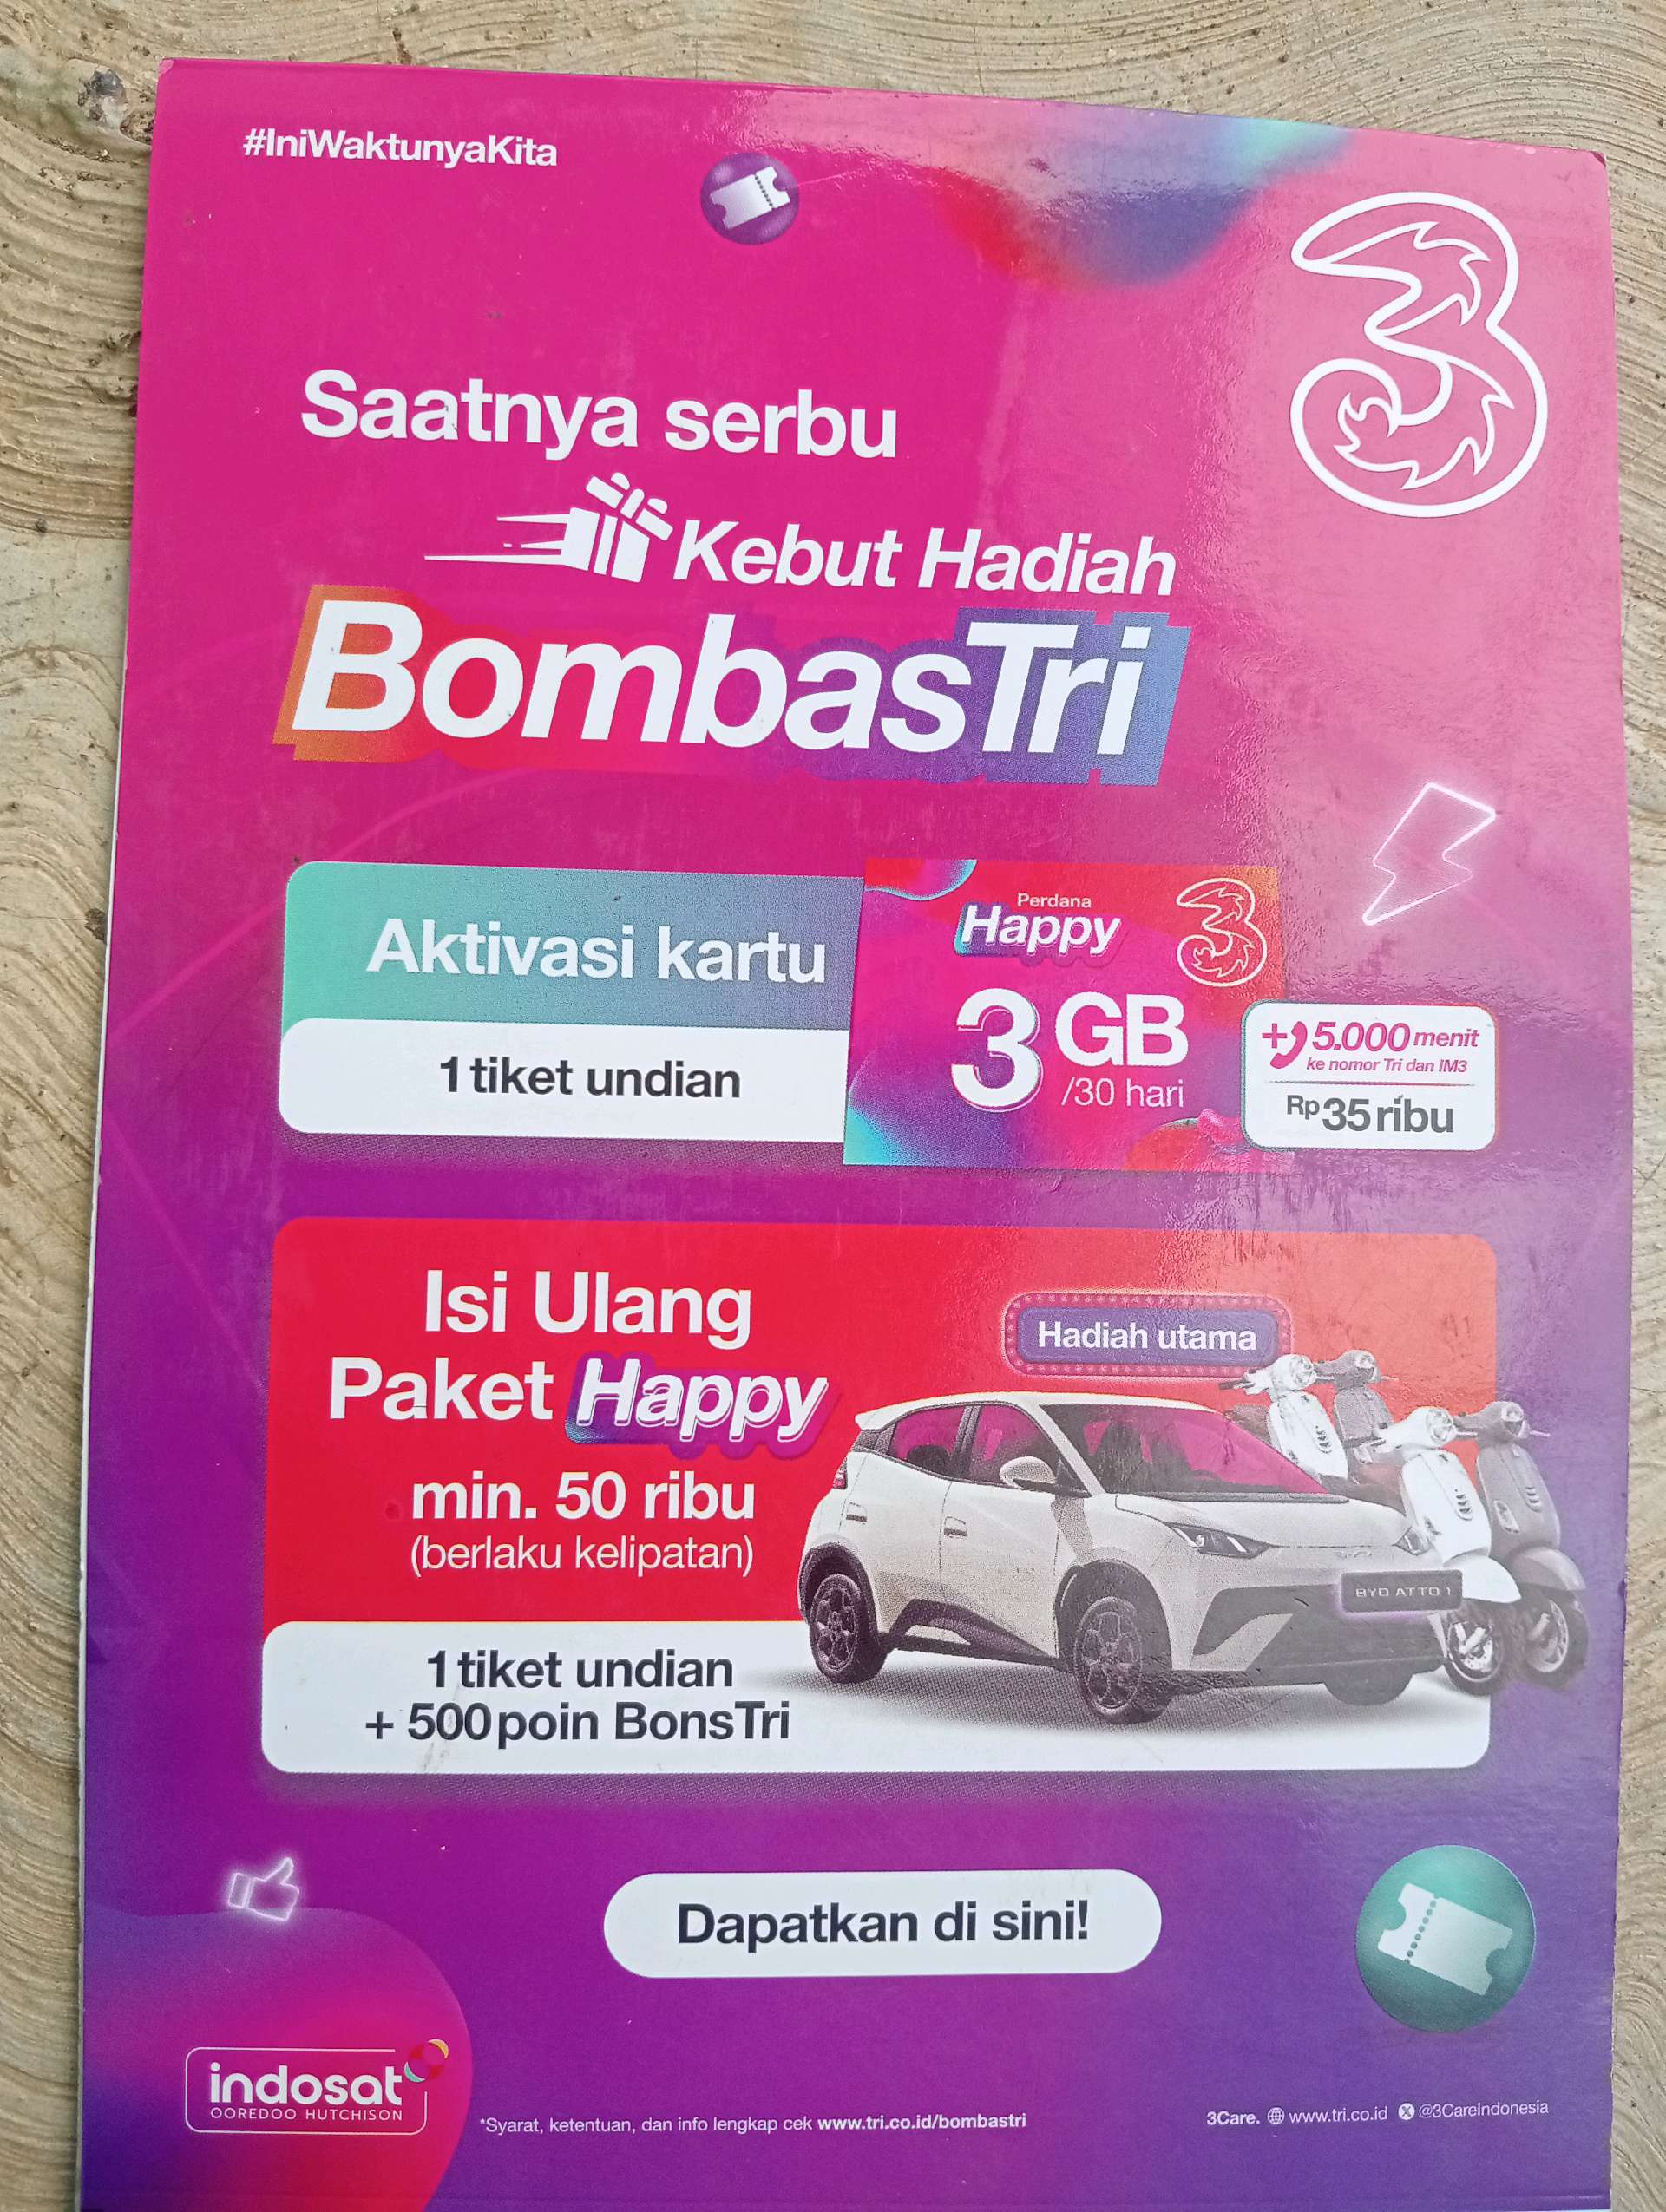 #IniWaktunyaKita
3
Saatnya serbu
Kebut Hadiah
BombasTri
Aktivasi kartu
1 tiket undian
Perdana
Happy
3
3 GB
/30 hari
+ 5.000 menit
ke nomor Tri dan IM3
Rp35 ribu
Isi Ulang
Paket Happy
min. 50 ribu
(berlaku kelipatan)
1 tiket undian
+ 500 poin BonsTri
Hadiah utama
BYD ATTO 1
Dapatkan di sini!
indosat
OOREDOO HUTCHISON
*Syarat, ketentuan, dan info lengkap cek www.tri.co.id/bombastri
3Care. www.tri.co.id X @3CareIndonesia